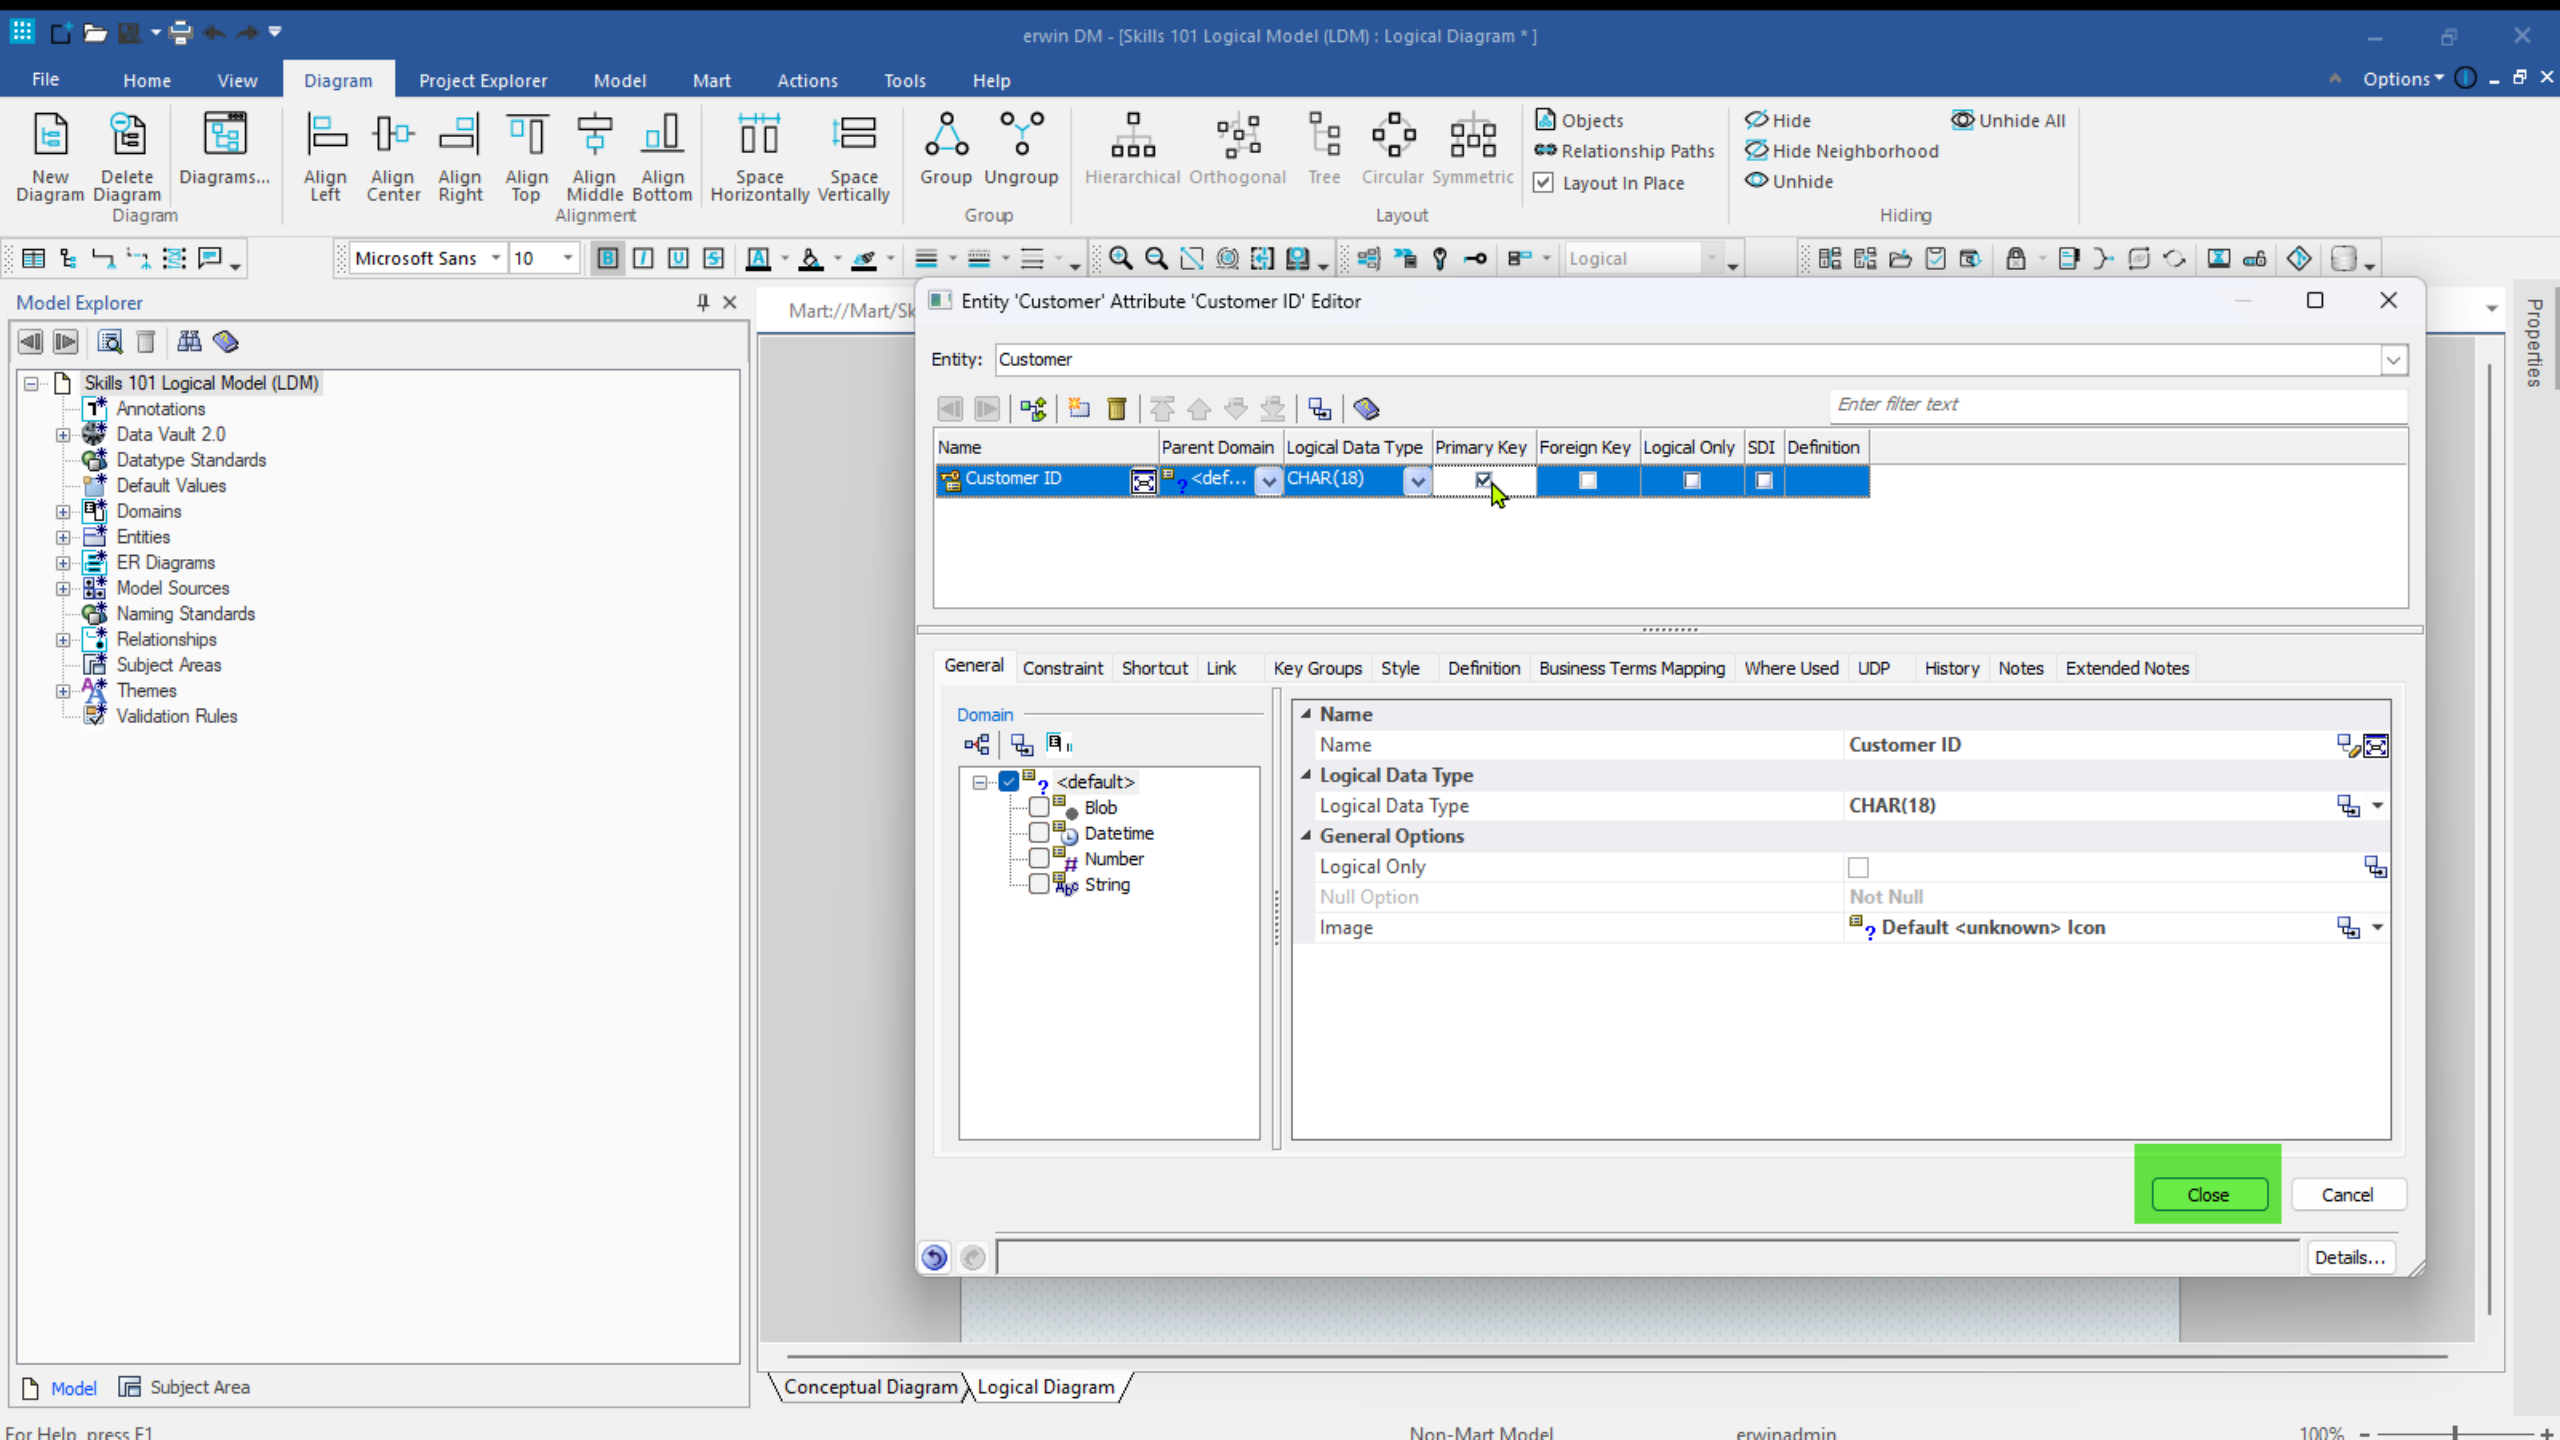 erwin DM - [Skills 101 Logical Model (LDM) : Logical Diagram * ]
File Home View Diagram Project Explorer Model Mart Actions Tools Help Options
New Diagram Delete Diagram Diagrams... Align Left Align Center Align Right Align Top Align Middle Align Bottom Space Horizontally Space Vertically Group Ungroup Hierarchical Orthogonal Tree Circular Symmetric
Objects
Relationship Paths
Layout In Place
Hide
Hide Neighborhood
Unhide
Unhide All
Diagram Alignment Group Layout Hiding
Microsoft Sans 10 Logical
Model Explorer
Skills 101 Logical Model (LDM)
Annotations
Data Vault 2.0
Datatype Standards
Default Values
Domains
Entities
ER Diagrams
Model Sources
Naming Standards
Relationships
Subject Areas
Themes
Validation Rules
Model Subject Area
Mart://Mart/Sk
Properties
Entity 'Customer' Attribute 'Customer ID' Editor
Entity: Customer
Enter filter text
Name Parent Domain Logical Data Type Primary Key Foreign Key Logical Only SDI Definition
Customer ID <def... CHAR(18)
General Constraint Shortcut Link Key Groups Style Definition Business Terms Mapping Where Used UDP History Notes Extended Notes
Domain
<default>
Blob
Datetime
Number
String
Name
Name Customer ID
Logical Data Type
Logical Data Type CHAR(18)
General Options
Logical Only
Null Option Not Null
Image Default <unknown> Icon
Close Cancel
Details...
Conceptual Diagram Logical Diagram
For Help, press F1 Non-Mart Model erwinadmin 100%